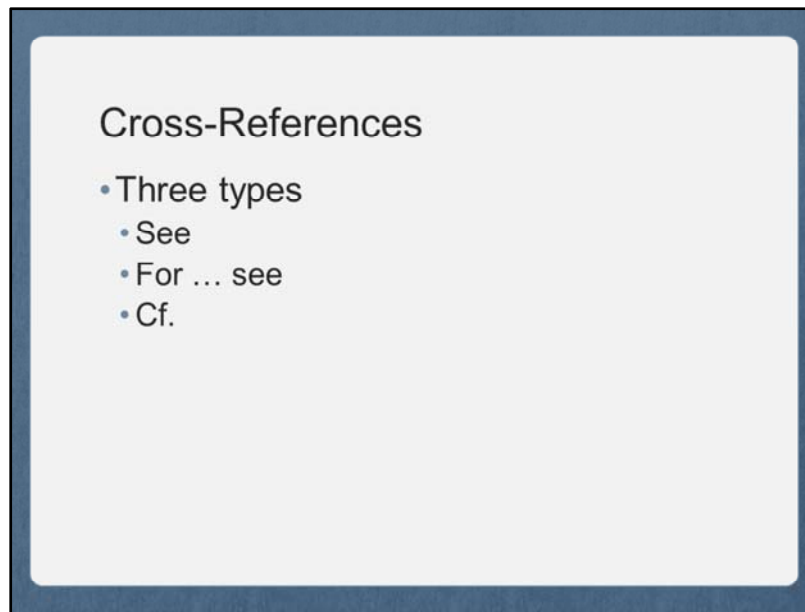 Cross-References
• Three types
• See
• For … see
• Cf.